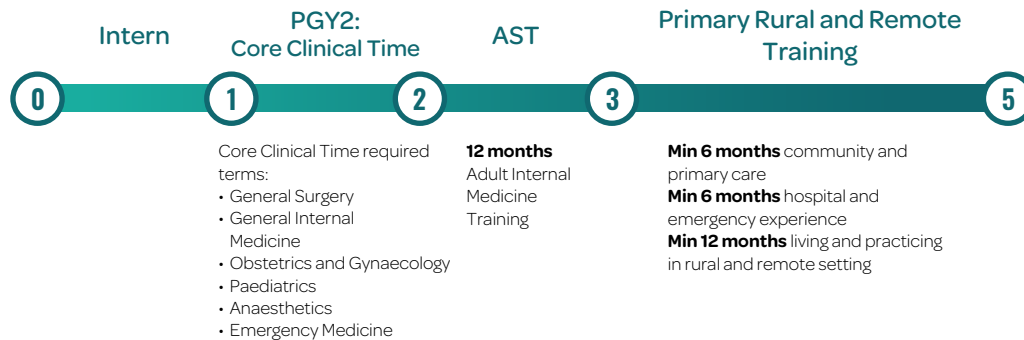 Intern
PGY2:
Core Clinical Time
AST
Primary Rural and Remote
Training
0
1
2
3
5
Core Clinical Time required
terms:
• General Surgery
• General Internal
Medicine
• Obstetrics and Gynaecology
• Paediatrics
• Anaesthetics
• Emergency Medicine
12 months
Adult Internal
Medicine
Training
Min 6 months community and
primary care
Min 6 months hospital and
emergency experience
Min 12 months living and practicing
in rural and remote setting